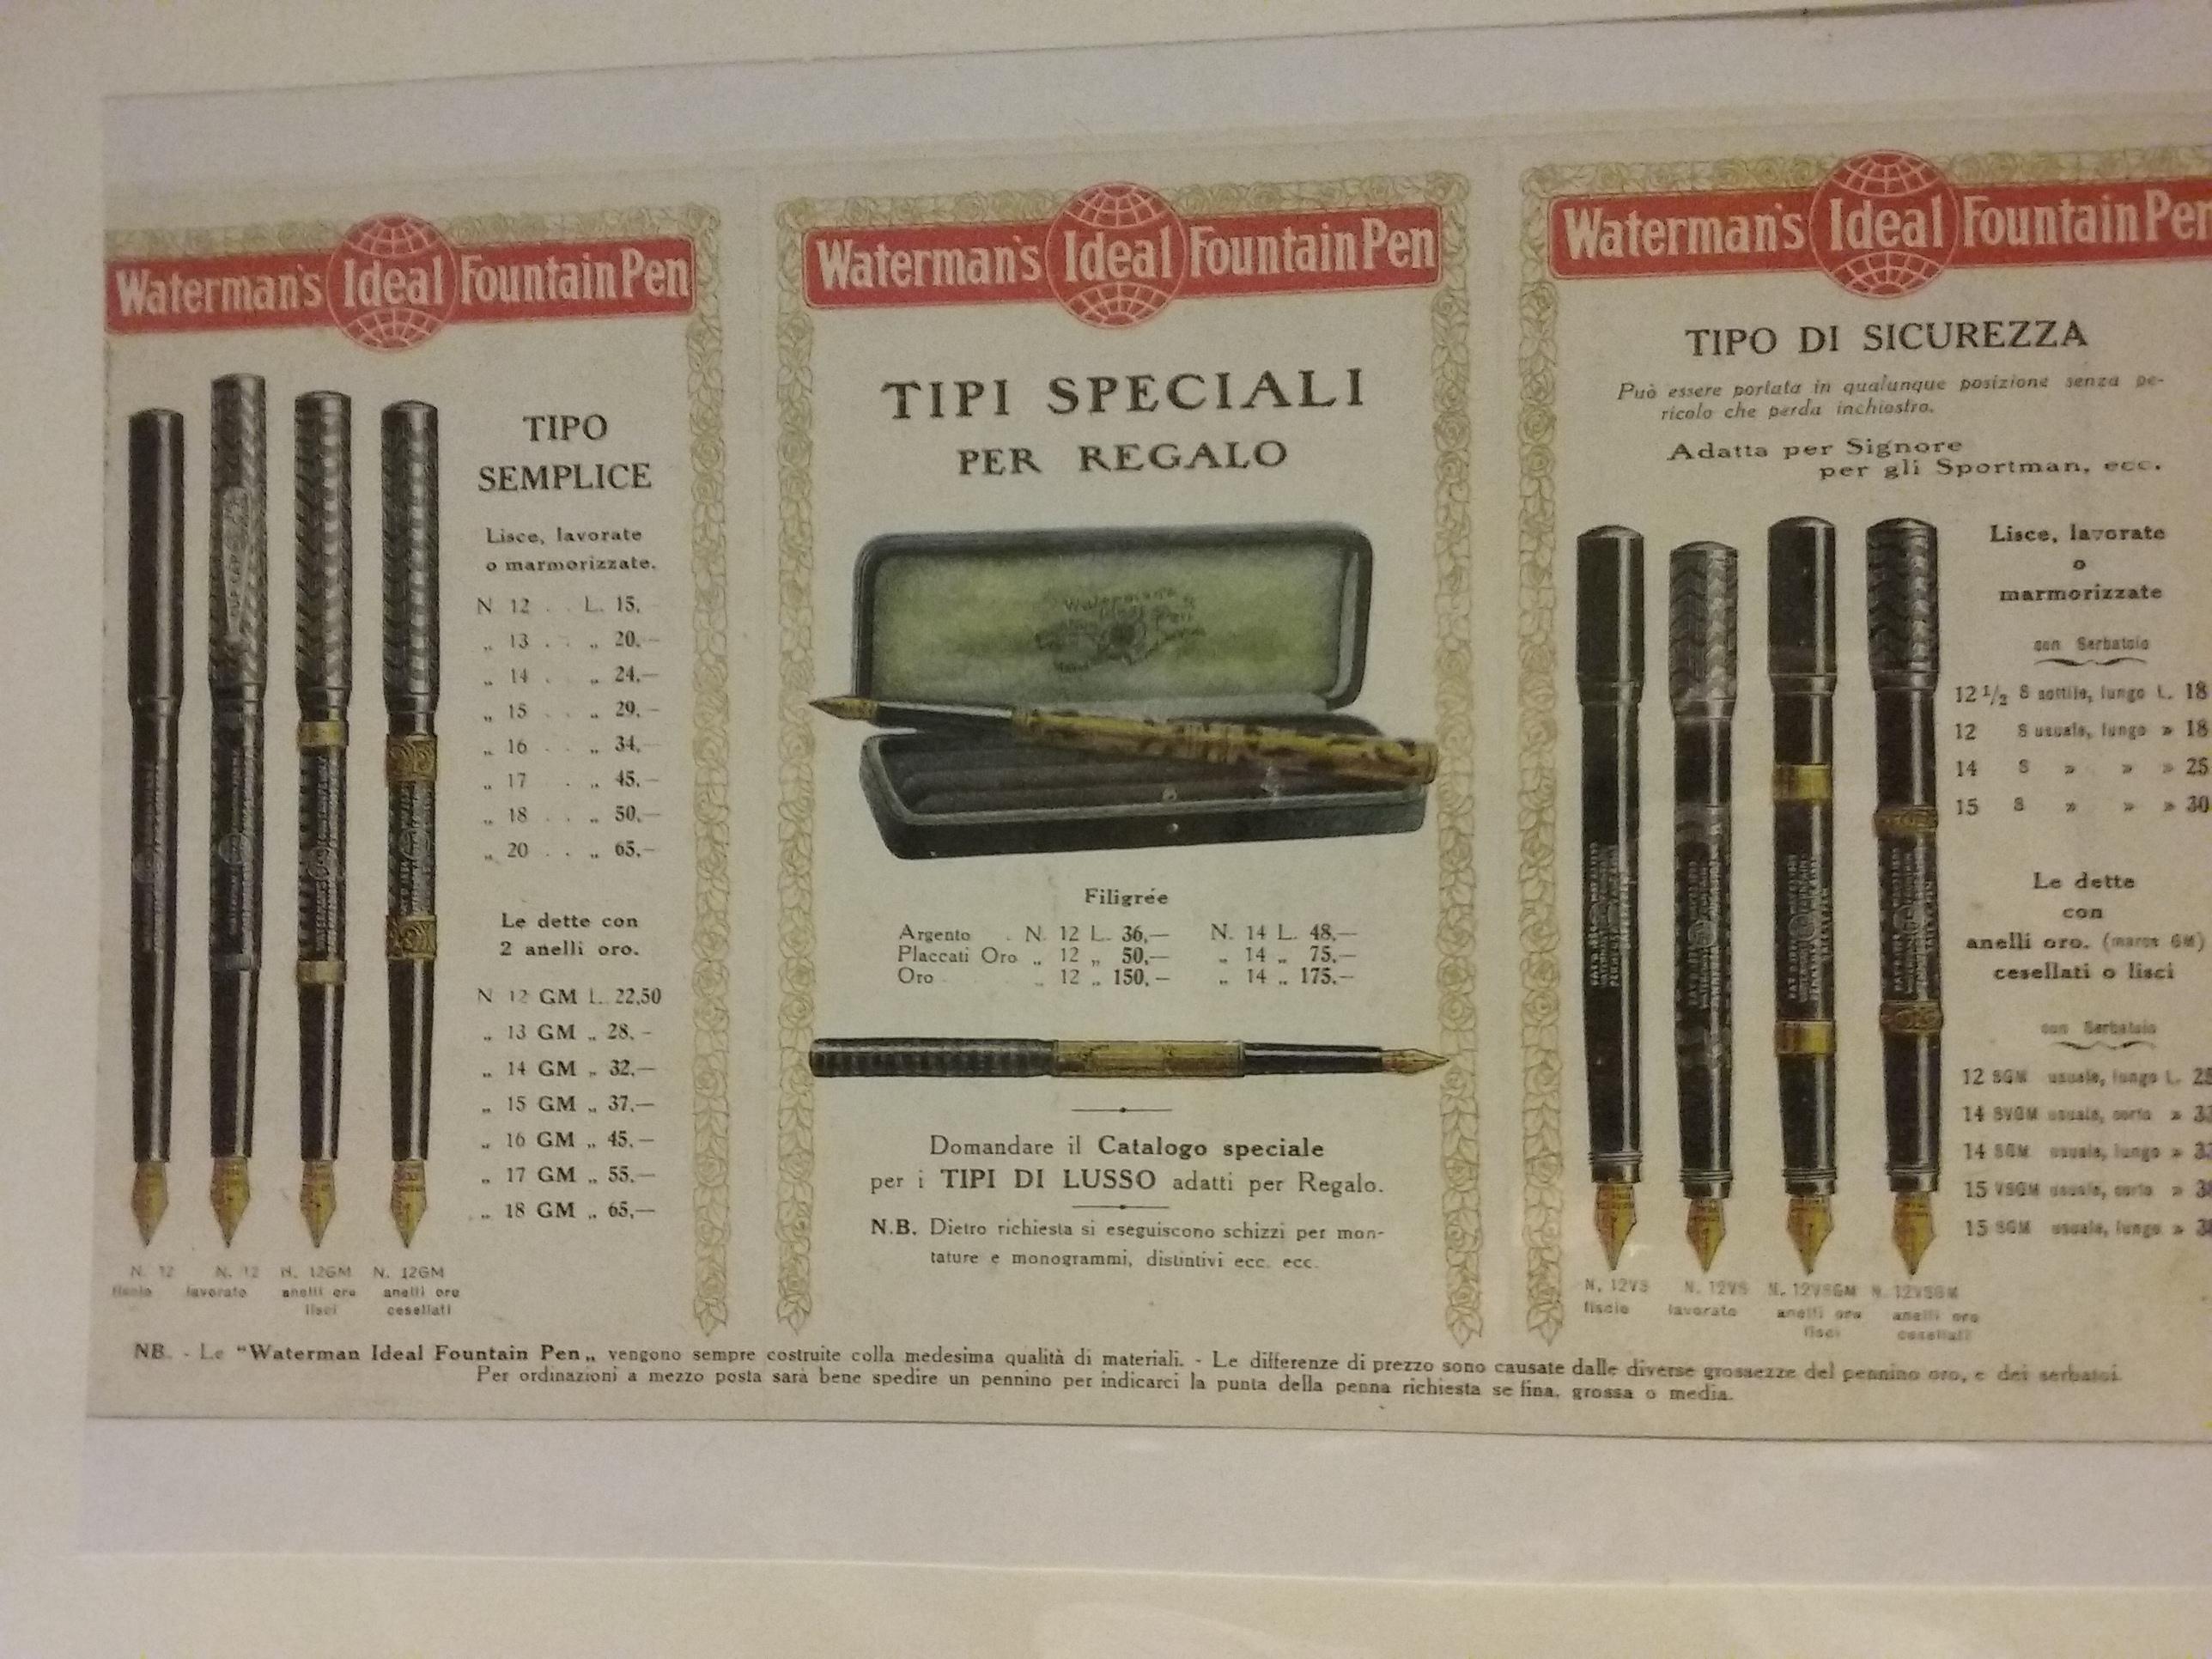 Waterman's Ideal Fountain Pen
TIPO
SEMPLICE
Lisce, lavorate
o marmorizzate.
N 12 . . L. 15,
„ 13 . . „ 20,—
„ 14 . „ 24,—
„ 15 . . „ 29,—
„ 16 . . „ 34,—
„ 17 . „ 45,—
„ 18 . . „ 50,—
„ 20 . . „ 65,—
Le dette con
2 anelli oro.
N 12 GM L. 22,50
„ 13 GM „ 28,-
„ 14 GM „ 32,—
„ 15 GM „ 37,—
„ 16 GM „ 45,—
„ 17 GM „ 55,—
„ 18 GM „ 65,—
N. 12 N. 12 N. 12GM N. 12GM
liscio lavorato anelli oro anelli oro
lisci cesellati
Waterman's Ideal Fountain Pen
TIPI SPECIALI
PER REGALO
Waterman's
Ideal
Filigrée
Argento . N. 12 L. 36,— N. 14 L. 48,—
Placcati Oro „ 12 „ 50,— „ 14 „ 75,—
Oro „ 12 „ 150,— „ 14 „ 175,—
Domandare il Catalogo speciale
per i TIPI DI LUSSO adatti per Regalo.
N.B. Dietro richiesta si eseguiscono schizzi per mon-
tature e monogrammi, distintivi ecc. ecc.
Waterman's Ideal Fountain Pen
TIPO DI SICUREZZA
Può essere portata in qualunque posizione senza pe-
ricolo che perda inchiostro.
Adatta per Signore
per gli Sportman, ecc.
Lisce, lavorate
o
marmorizzate
con Serbatoio
12 1/2 S sottile, lungo L. 18
12 S usuale, lungo » 18
14 S » » » 25
15 S » » » 30
Le dette
con
anelli oro. (marca GM)
cesellati o lisci
con Serbatoio
12 SGM usuale, lungo L.
14 SVGM usuale, corto »
14 SGM usuale, lungo »
15 VSGM usuale, corto »
15 SGM usuale, lungo »
N. 12VS N. 12VS N. 12VSGM N. 12VSGM
liscio lavorato anelli oro anelli oro
lisci cesellati
NB. - Le "Waterman Ideal Fountain Pen„ vengono sempre costruite colla medesima qualità di materiali. - Le differenze di prezzo sono causate dalle diverse grossezze del pennino oro, e dei serbatoi.
Per ordinazioni a mezzo posta sarà bene spedire un pennino per indicarci la punta della penna richiesta se fina, grossa o media.